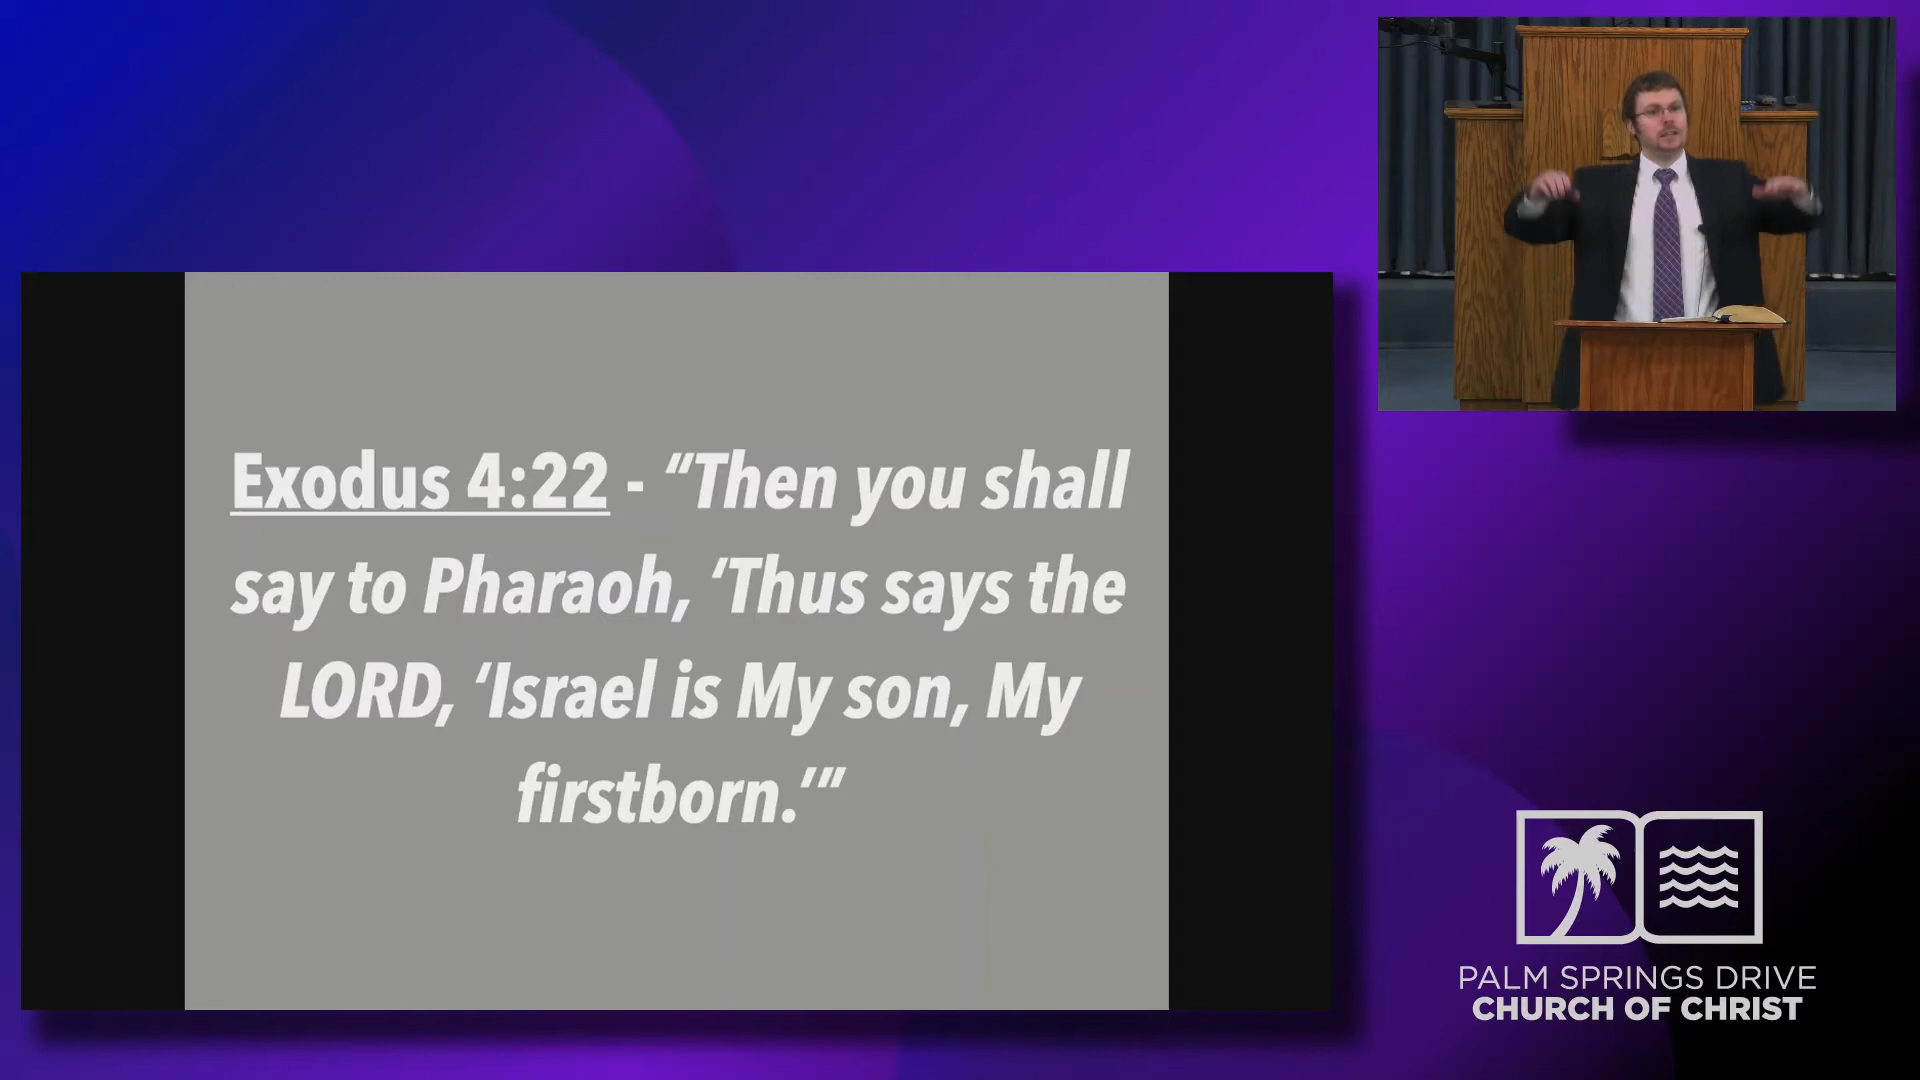 Exodus 4:22 - “Then you shall
say to Pharaoh, ‘Thus says the
LORD, ‘Israel is My son, My
firstborn.’”
PALM SPRINGS DRIVE
CHURCH OF CHRIST